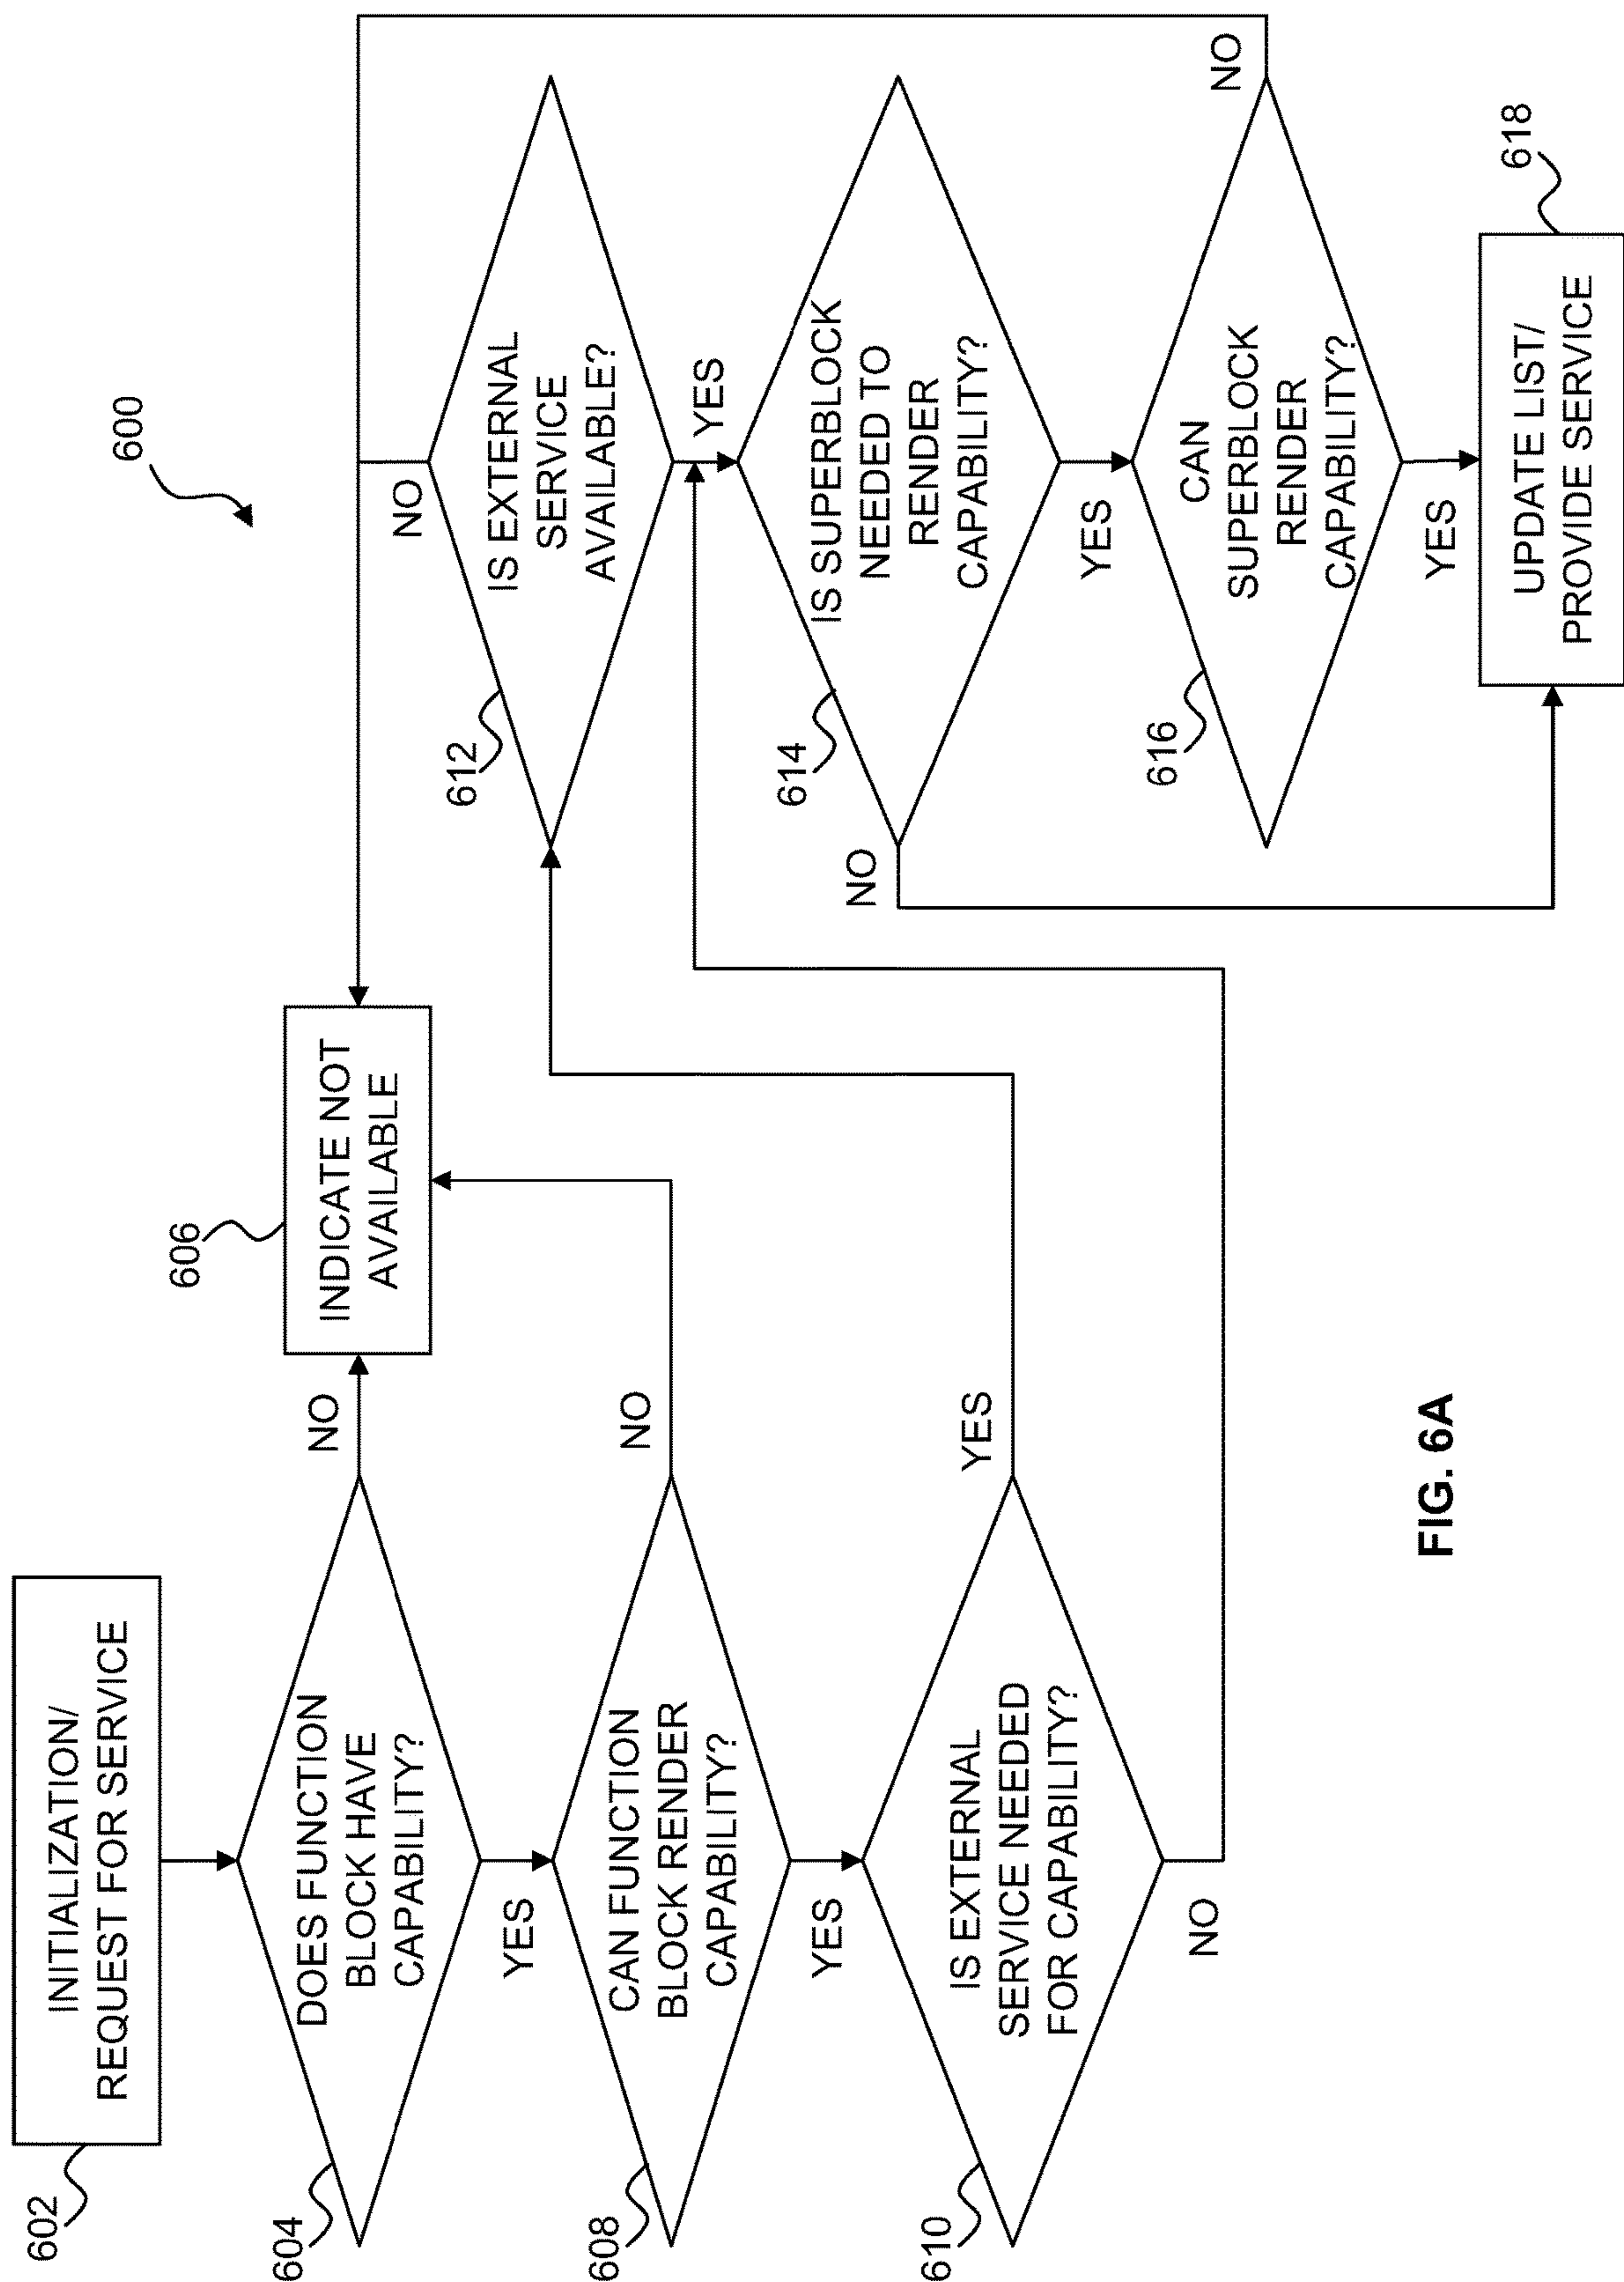 600
602
INITIALIZATION/
REQUEST FOR SERVICE
604
DOES FUNCTION
BLOCK HAVE
CAPABILITY?
NO
YES
606
INDICATE NOT
AVAILABLE
608
CAN FUNCTION
BLOCK RENDER
CAPABILITY?
NO
YES
610
IS EXTERNAL
SERVICE NEEDED
FOR CAPABILITY?
YES
NO
612
IS EXTERNAL
SERVICE
AVAILABLE?
NO
YES
614
IS SUPERBLOCK
NEEDED TO
RENDER
CAPABILITY?
NO
YES
616
CAN
SUPERBLOCK
RENDER
CAPABILITY?
NO
YES
618
UPDATE LIST/
PROVIDE SERVICE
FIG. 6A